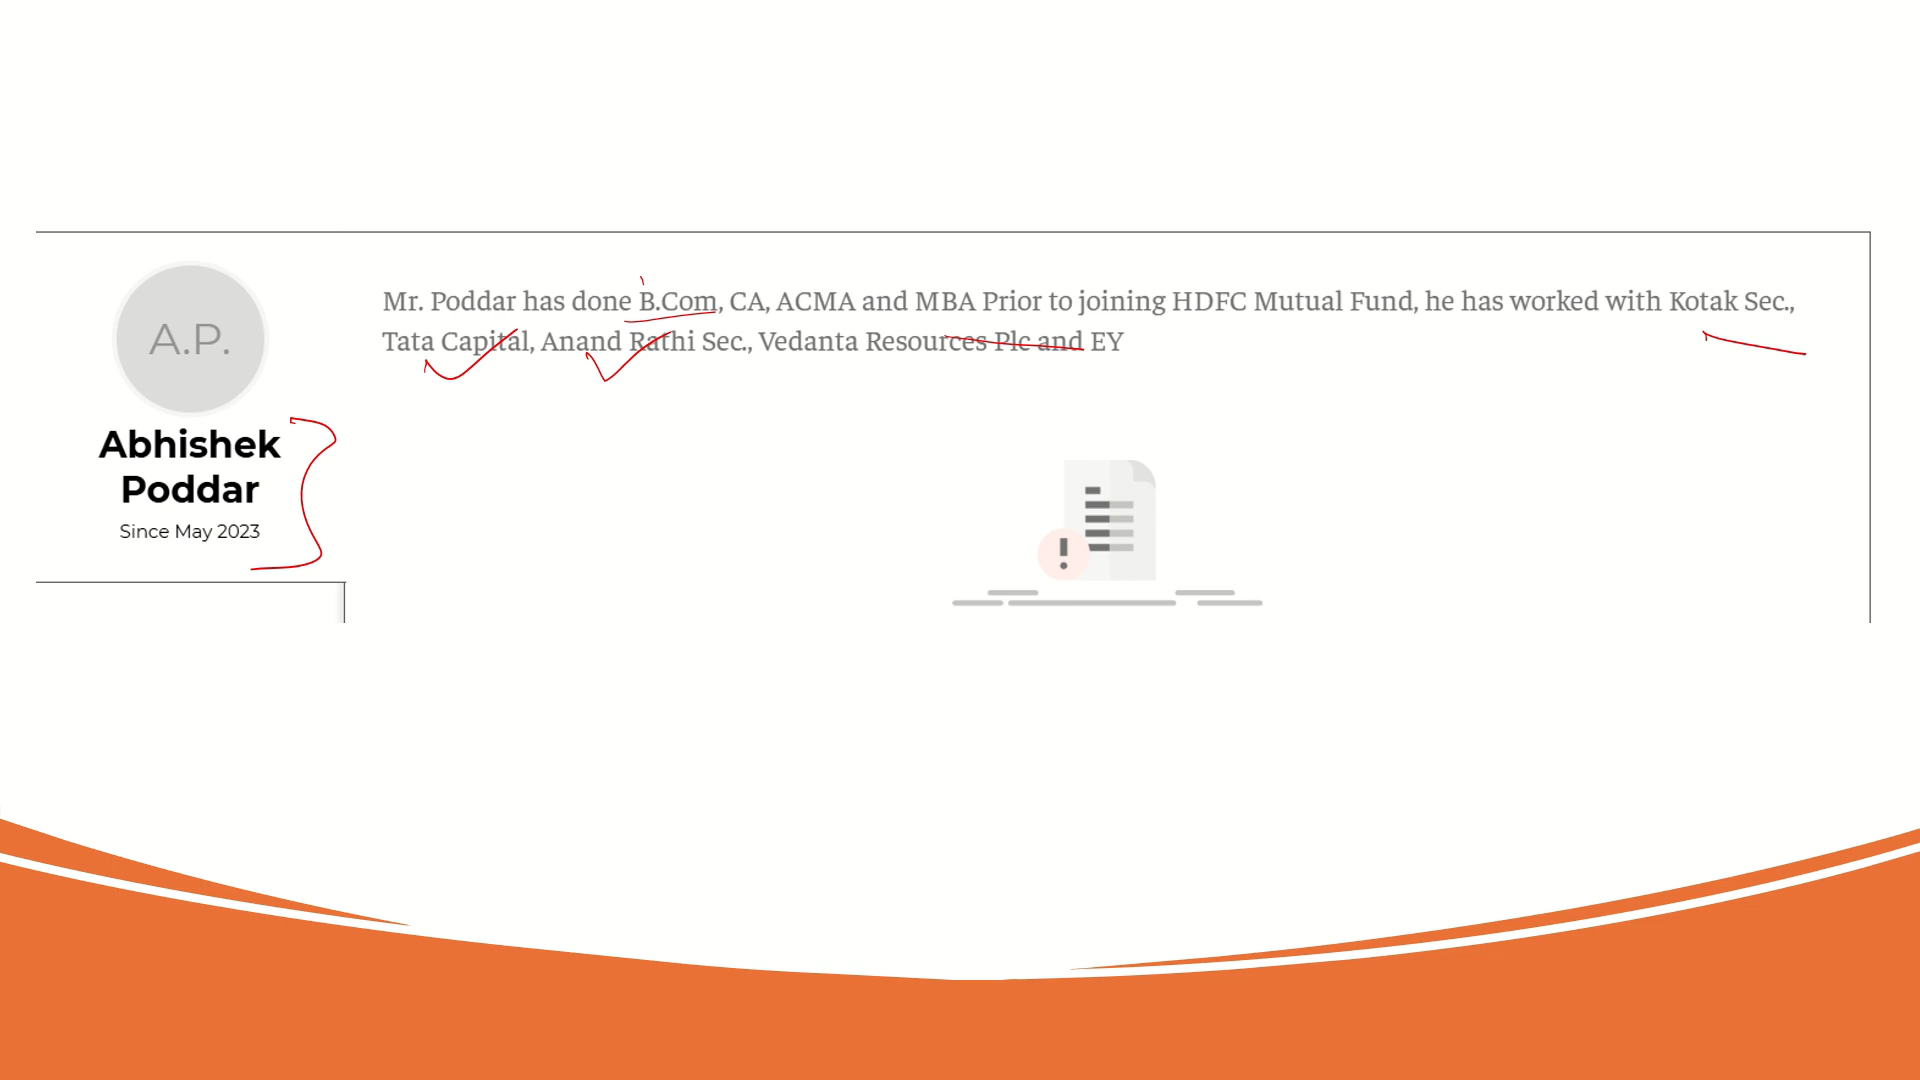 A.P.
Abhishek
Poddar
Since May 2023
Mr. Poddar has done B.Com, CA, ACMA and MBA Prior to joining HDFC Mutual Fund, he has worked with Kotak Sec.,
Tata Capital, Anand Rathi Sec., Vedanta Resources Plc and EY